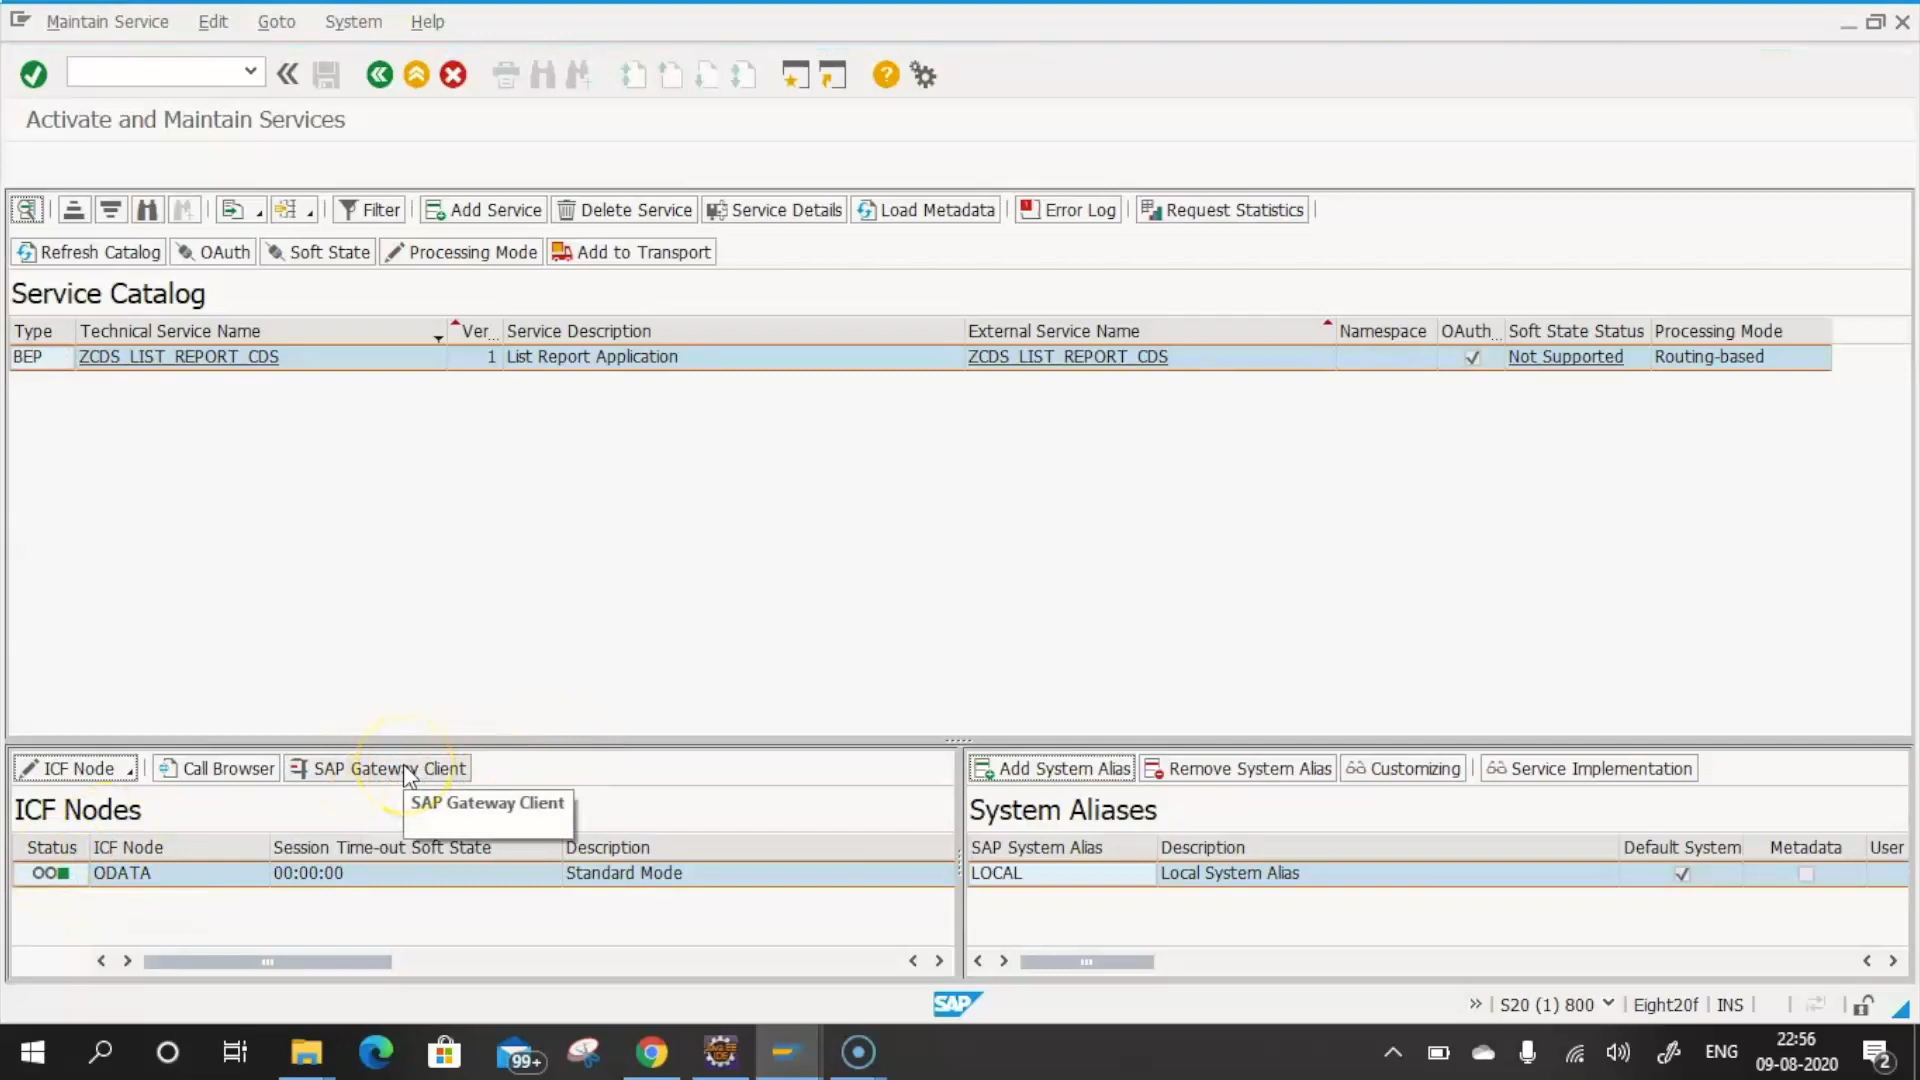 Maintain Service Edit Goto System Help
Activate and Maintain Services
Filter Add Service Delete Service Service Details Load Metadata Error Log Request Statistics
Refresh Catalog OAuth Soft State Processing Mode Add to Transport
Service Catalog
Type Technical Service Name Ver... Service Description External Service Name Namespace OAuth... Soft State Status Processing Mode
BEP ZCDS_LIST_REPORT_CDS 1 List Report Application ZCDS_LIST_REPORT_CDS Not Supported Routing-based
ICF Node Call Browser SAP Gateway Client Add System Alias Remove System Alias Customizing Service Implementation
SAP Gateway Client
ICF Nodes System Aliases
Status ICF Node Session Time-out Soft State Description SAP System Alias Description Default System Metadata User
ODATA 00:00:00 Standard Mode LOCAL Local System Alias
SAP S20 (1) 800 Eight20f INS
99+ ENG 22:56
09-08-2020 2